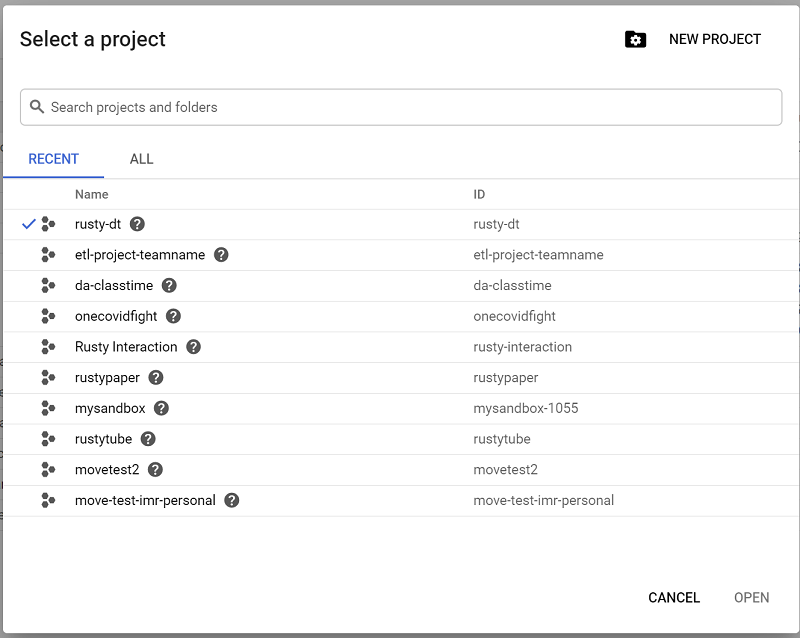 Select a project
NEW PROJECT
Search projects and folders
RECENT ALL
Name ID
rusty-dt rusty-dt
etl-project-teamname etl-project-teamname
da-classtime da-classtime
onecovidfight onecovidfight
Rusty Interaction rusty-interaction
rustypaper rustypaper
mysandbox mysandbox-1055
rustytube rustytube
movetest2 movetest2
move-test-imr-personal move-test-imr-personal
CANCEL OPEN